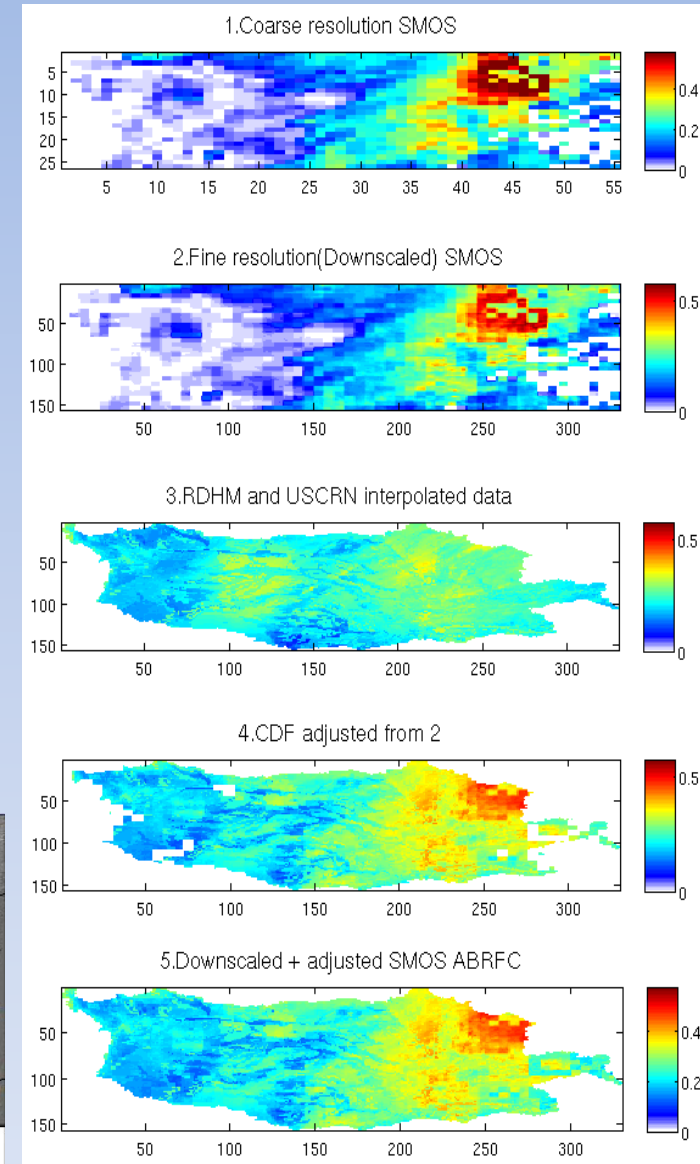 1.Coarse resolution SMOS
5
10
15
20
25
5 10 15 20 25 30 35 40 45 50 55
0.4
0.2
0
2.Fine resolution(Downscaled) SMOS
50
100
150
50 100 150 200 250 300
0.5
0
3.RDHM and USCRN interpolated data
50
100
150
50 100 150 200 250 300
0.5
0
4.CDF adjusted from 2
50
100
150
50 100 150 200 250 300
0.5
0
5.Downscaled + adjusted SMOS ABRFC
50
100
150
50 100 150 200 250 300
0.4
0.2
0